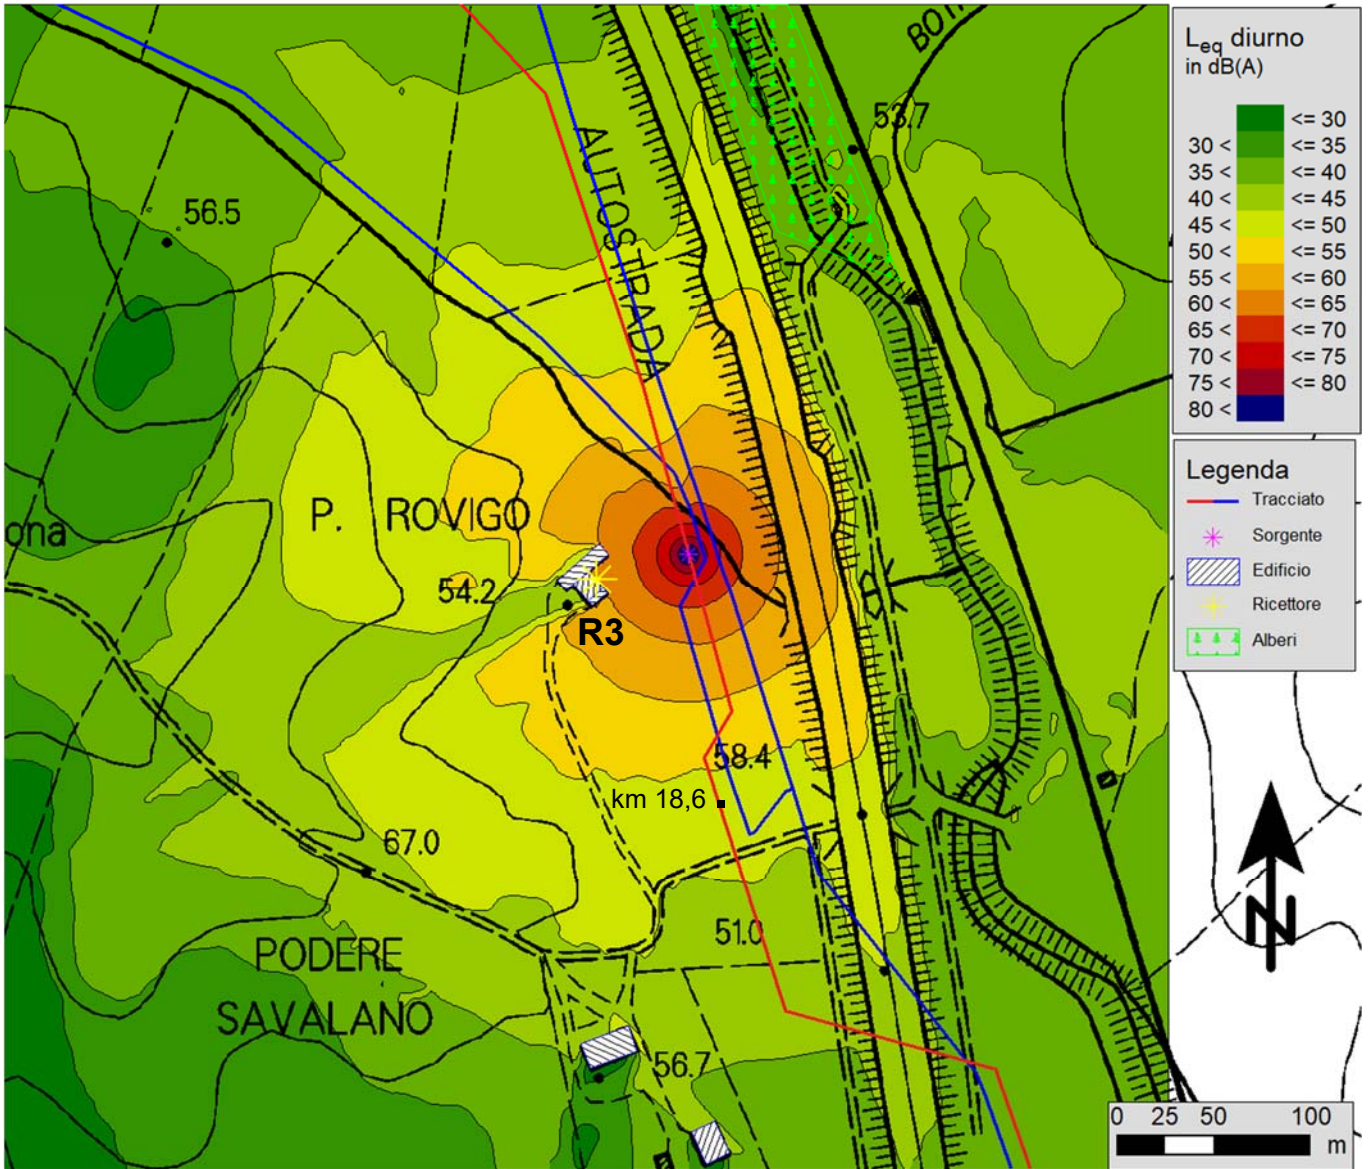 BOTR
53.7
56.5
AUTOSTRADA
P. ROVIGO
ona
54.2
R3
58.4
km 18,6
67.0
51.0
PODERE
SAVALANO
56.7
Leq diurno
in dB(A)
<= 30
30 < <= 35
35 < <= 40
40 < <= 45
45 < <= 50
50 < <= 55
55 < <= 60
60 < <= 65
65 < <= 70
70 < <= 75
75 < <= 80
80 <
Legenda
Tracciato
Sorgente
Edificio
Ricettore
Alberi
N
0 25 50 100
m